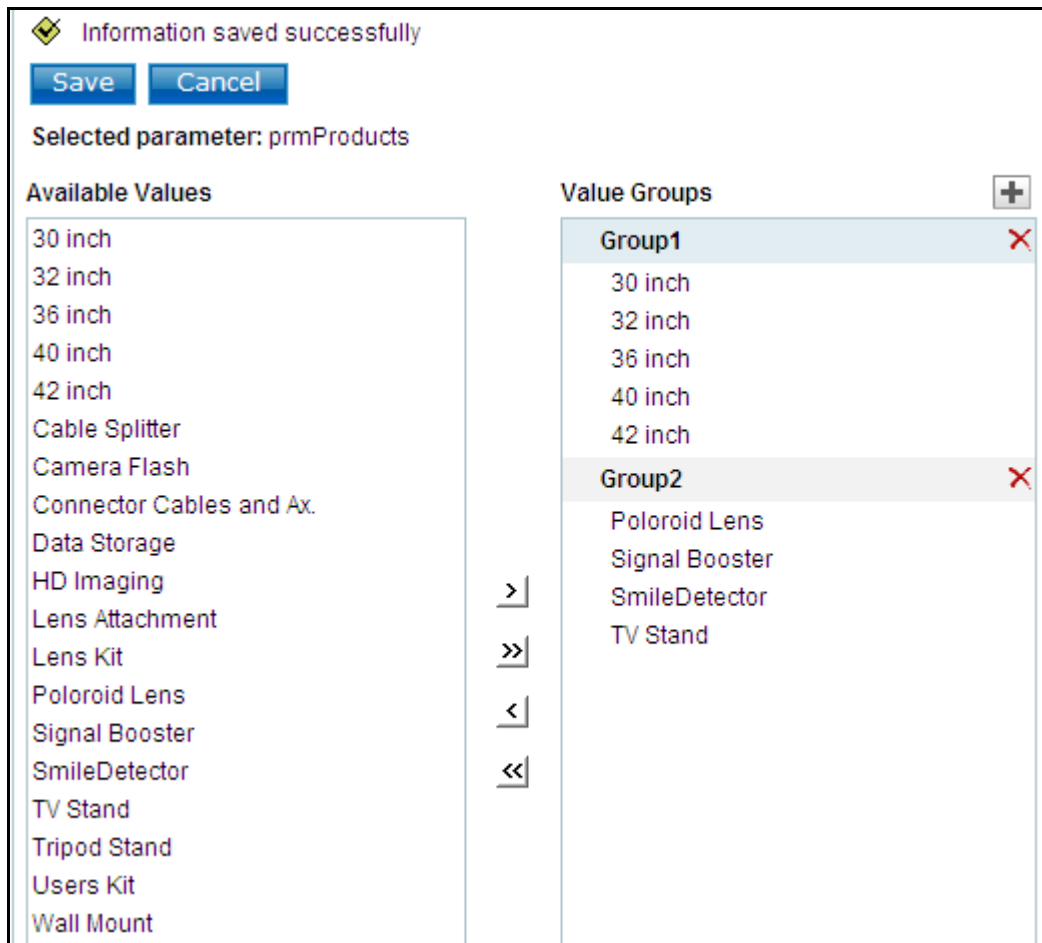 Information saved successfully
Save Cancel
Selected parameter: prmProducts
Available Values
30 inch
32 inch
36 inch
40 inch
42 inch
Cable Splitter
Camera Flash
Connector Cables and Ax.
Data Storage
HD Imaging
Lens Attachment
Lens Kit
Poloroid Lens
Signal Booster
SmileDetector
TV Stand
Tripod Stand
Users Kit
Wall Mount
>
>>
<
<<
Value Groups
Group1
30 inch
32 inch
36 inch
40 inch
42 inch
Group2
Poloroid Lens
Signal Booster
SmileDetector
TV Stand